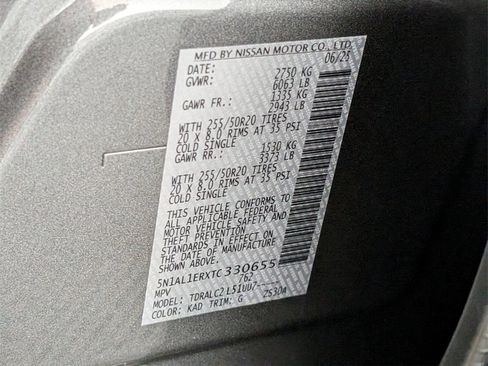 MFD BY NISSAN MOTOR CO., LTD
DATE: 06/25
GVWR: 2750 KG
6063 LB
GAWR FR.: 1335 KG
2943 LB
WITH 255/50R20 TIRES
20 X 8.0 RIMS AT 35 PSI
COLD SINGLE
GAWR RR.: 1530 KG
3373 LB
WITH 255/50R20 TIRES
20 X 8.0 RIMS AT 35 PSI
COLD SINGLE
THIS VEHICLE CONFORMS TO
ALL APPLICABLE FEDERAL
MOTOR VEHICLE SAFETY AND
THEFT PREVENTION
STANDARDS IN EFFECT ON
THE DATE OF MANUFACTURE
SHOWN ABOVE.
5N1AL1ERXTC330655
MPV 762
MODEL: TDRALC2L51UU7-----
COLOR: KAD TRIM: G 2530A